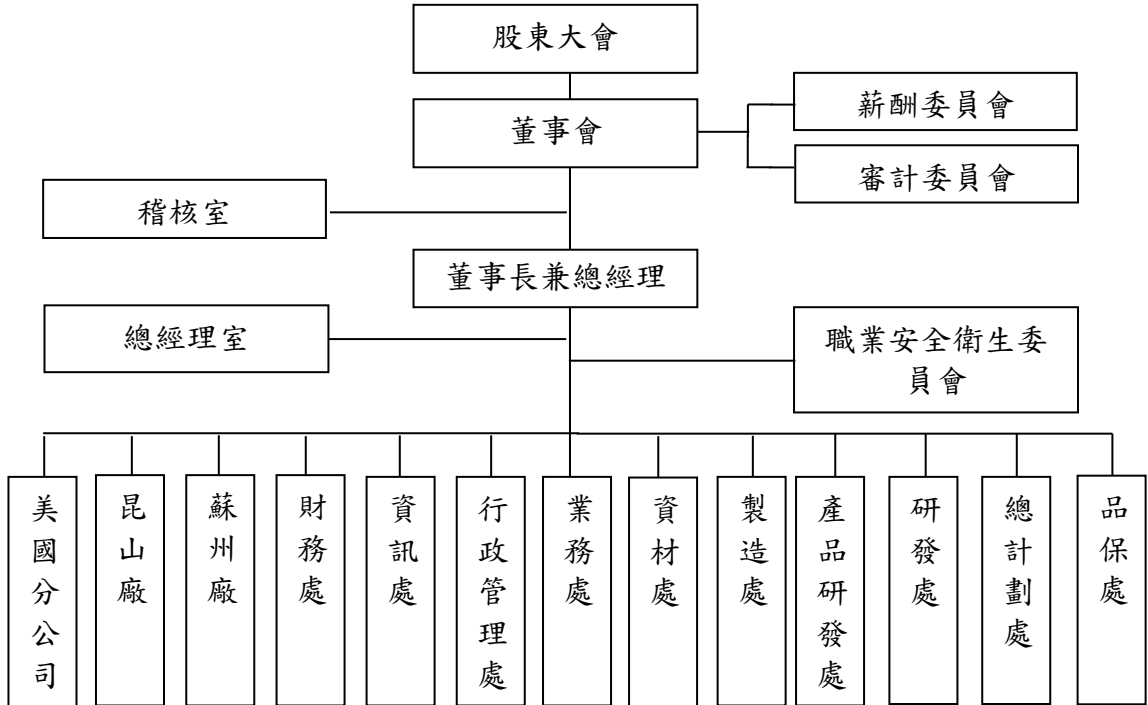 股東大會
董事會
薪酬委員會
審計委員會
稽核室
董事長兼總經理
總經理室
職業安全衛生委
員會
美國分公司
昆山廠
蘇州廠
財務處
資訊處
行政管理處
業務處
資材處
製造處
產品研發處
研發處
總計劃處
品保處